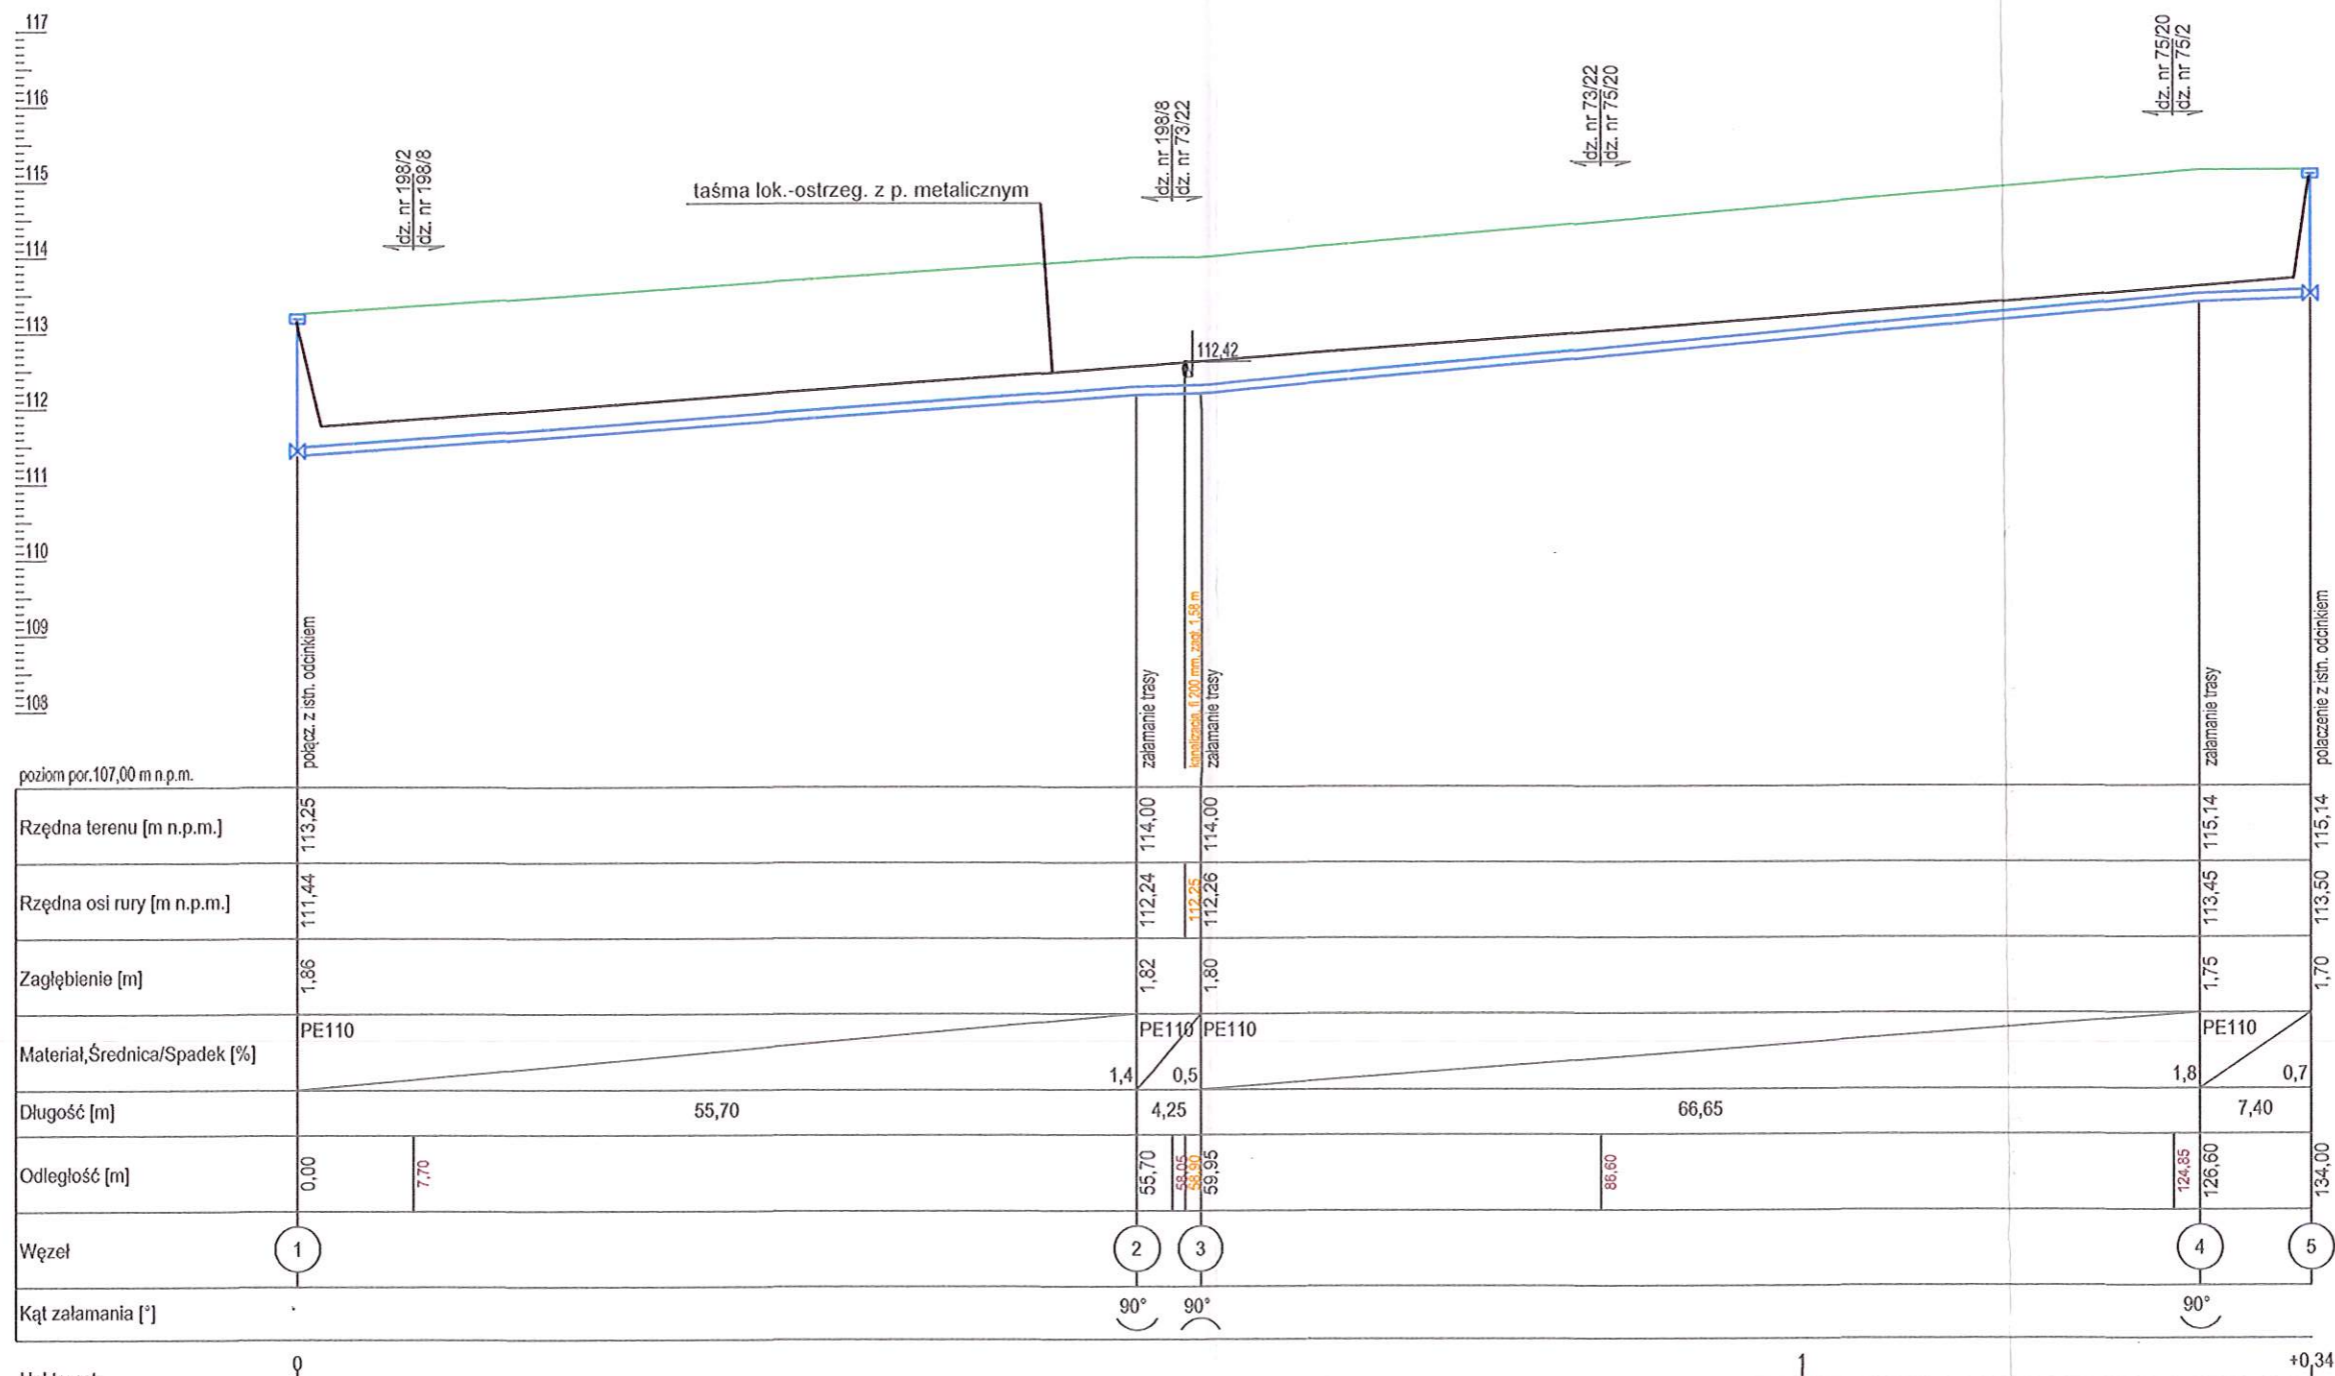 117
116
115
114
113
112
111
110
109
108
dz. nr 198/2
dz. nr 198/8
taśma lok.-ostrzeg. z p. metalicznym
dz. nr 198/8
dz. nr 73/22
dz. nr 73/22
dz. nr 75/20
dz. nr 75/20
dz. nr 75/2
112,42
połącz. z istn. odcinkiem
załamanie trasy
kanalizacja, fi 200 mm, zagł. 1,58 m
załamanie trasy
załamanie trasy
polaczenie z istn. odcinkiem
poziom por.107,00 m n.p.m.
Rzędna terenu [m n.p.m.] 113,25 114,00 114,00 115,14 115,14
Rzędna osi rury [m n.p.m.] 111,44 112,24 112,25 112,26 113,45 113,50
Zagłębienie [m] 1,86 1,82 1,80 1,75 1,70
Materiał,Średnica/Spadek [%] PE110 1,4 PE110 0,5 PE110 1,8 PE110 0,7
Długość [m] 55,70 4,25 66,65 7,40
Odległość [m] 0,00 7,70 55,70 58,05 58,90 59,95 86,60 124,85 126,60 134,00
Węzeł 1 2 3 4 5
Kąt załamania [°] 90° 90° 90°
0 1 +0,34